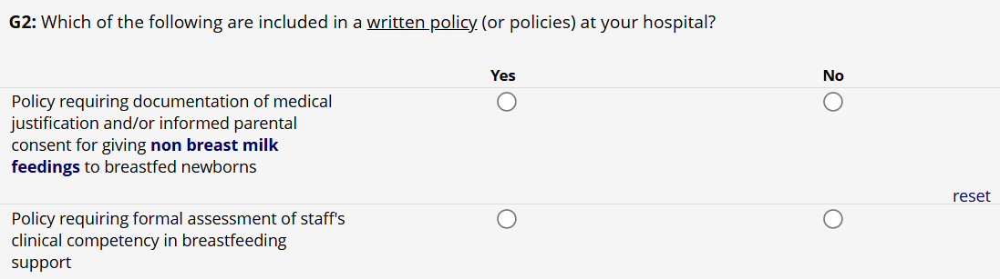 G2: Which of the following are included in a written policy (or policies) at your hospital?
Yes No
Policy requiring documentation of medical
justification and/or informed parental
consent for giving non breast milk
feedings to breastfed newborns
reset
Policy requiring formal assessment of staff's
clinical competency in breastfeeding
support